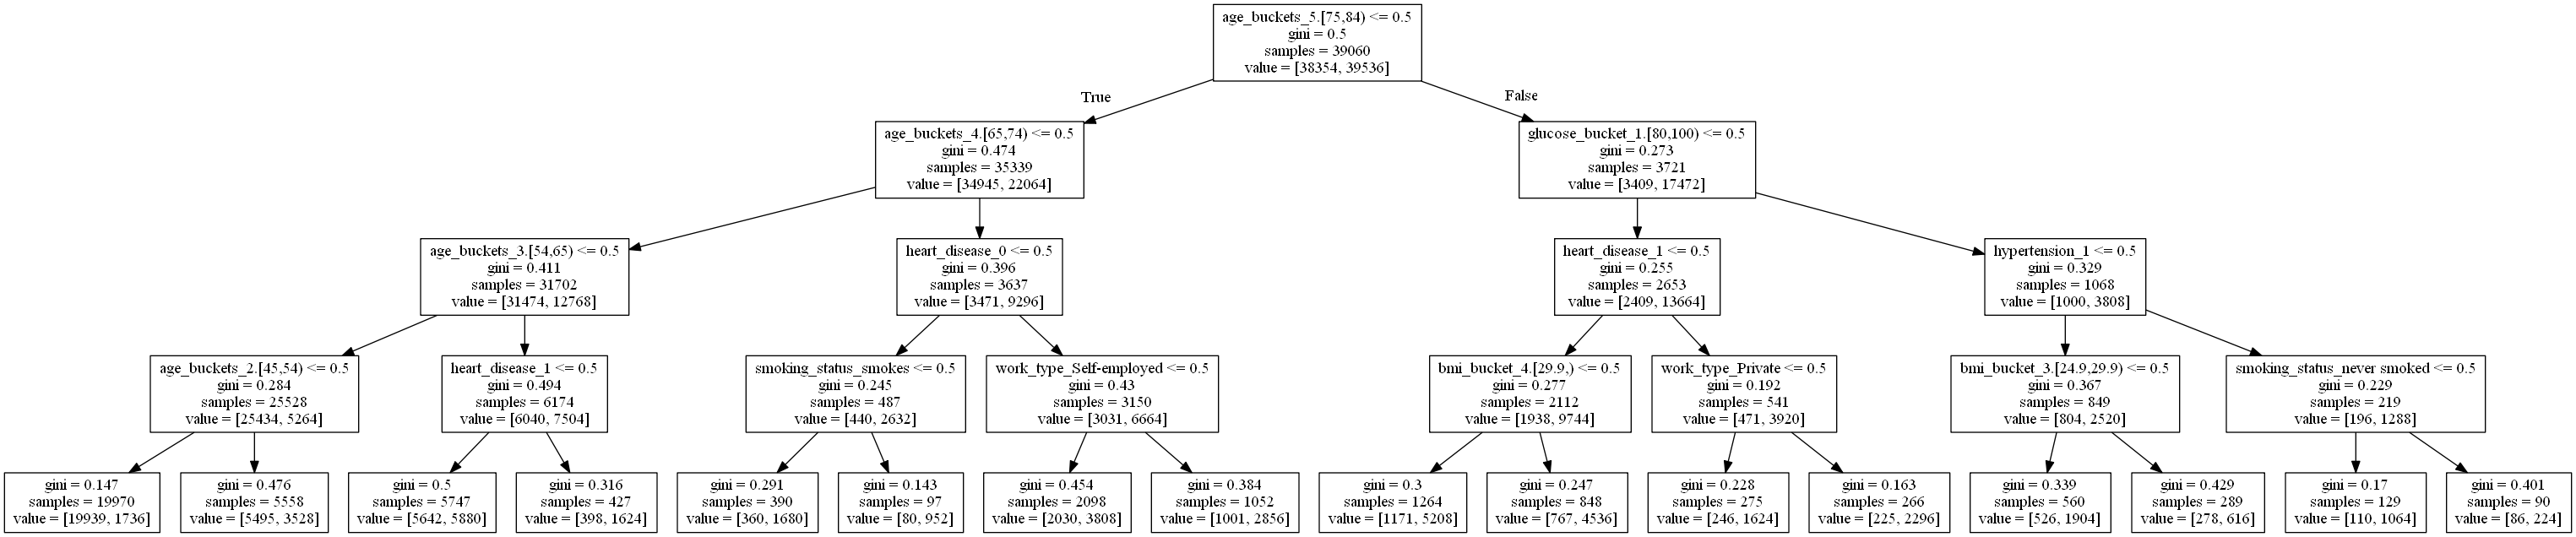 age_buckets_5.[75,84) <= 0.5
gini = 0.5
samples = 39060
value = [38354, 39536]
True
False
age_buckets_4.[65,74) <= 0.5
gini = 0.474
samples = 35339
value = [34945, 22064]
glucose_bucket_1.[80,100) <= 0.5
gini = 0.273
samples = 3721
value = [3409, 17472]
age_buckets_3.[54,65) <= 0.5
gini = 0.411
samples = 31702
value = [31474, 12768]
heart_disease_0 <= 0.5
gini = 0.396
samples = 3637
value = [3471, 9296]
heart_disease_1 <= 0.5
gini = 0.255
samples = 2653
value = [2409, 13664]
hypertension_1 <= 0.5
gini = 0.329
samples = 1068
value = [1000, 3808]
age_buckets_2.[45,54) <= 0.5
gini = 0.284
samples = 25528
value = [25434, 5264]
heart_disease_1 <= 0.5
gini = 0.494
samples = 6174
value = [6040, 7504]
smoking_status_smokes <= 0.5
gini = 0.245
samples = 487
value = [440, 2632]
work_type_Self-employed <= 0.5
gini = 0.43
samples = 3150
value = [3031, 6664]
bmi_bucket_4.[29.9,) <= 0.5
gini = 0.277
samples = 2112
value = [1938, 9744]
work_type_Private <= 0.5
gini = 0.192
samples = 541
value = [471, 3920]
bmi_bucket_3.[24.9,29.9) <= 0.5
gini = 0.367
samples = 849
value = [804, 2520]
smoking_status_never smoked <= 0.5
gini = 0.229
samples = 219
value = [196, 1288]
gini = 0.147
samples = 19970
value = [19939, 1736]
gini = 0.476
samples = 5558
value = [5495, 3528]
gini = 0.5
samples = 5747
value = [5642, 5880]
gini = 0.316
samples = 427
value = [398, 1624]
gini = 0.291
samples = 390
value = [360, 1680]
gini = 0.143
samples = 97
value = [80, 952]
gini = 0.454
samples = 2098
value = [2030, 3808]
gini = 0.384
samples = 1052
value = [1001, 2856]
gini = 0.3
samples = 1264
value = [1171, 5208]
gini = 0.247
samples = 848
value = [767, 4536]
gini = 0.228
samples = 275
value = [246, 1624]
gini = 0.163
samples = 266
value = [225, 2296]
gini = 0.339
samples = 560
value = [526, 1904]
gini = 0.429
samples = 289
value = [278, 616]
gini = 0.17
samples = 129
value = [110, 1064]
gini = 0.401
samples = 90
value = [86, 224]